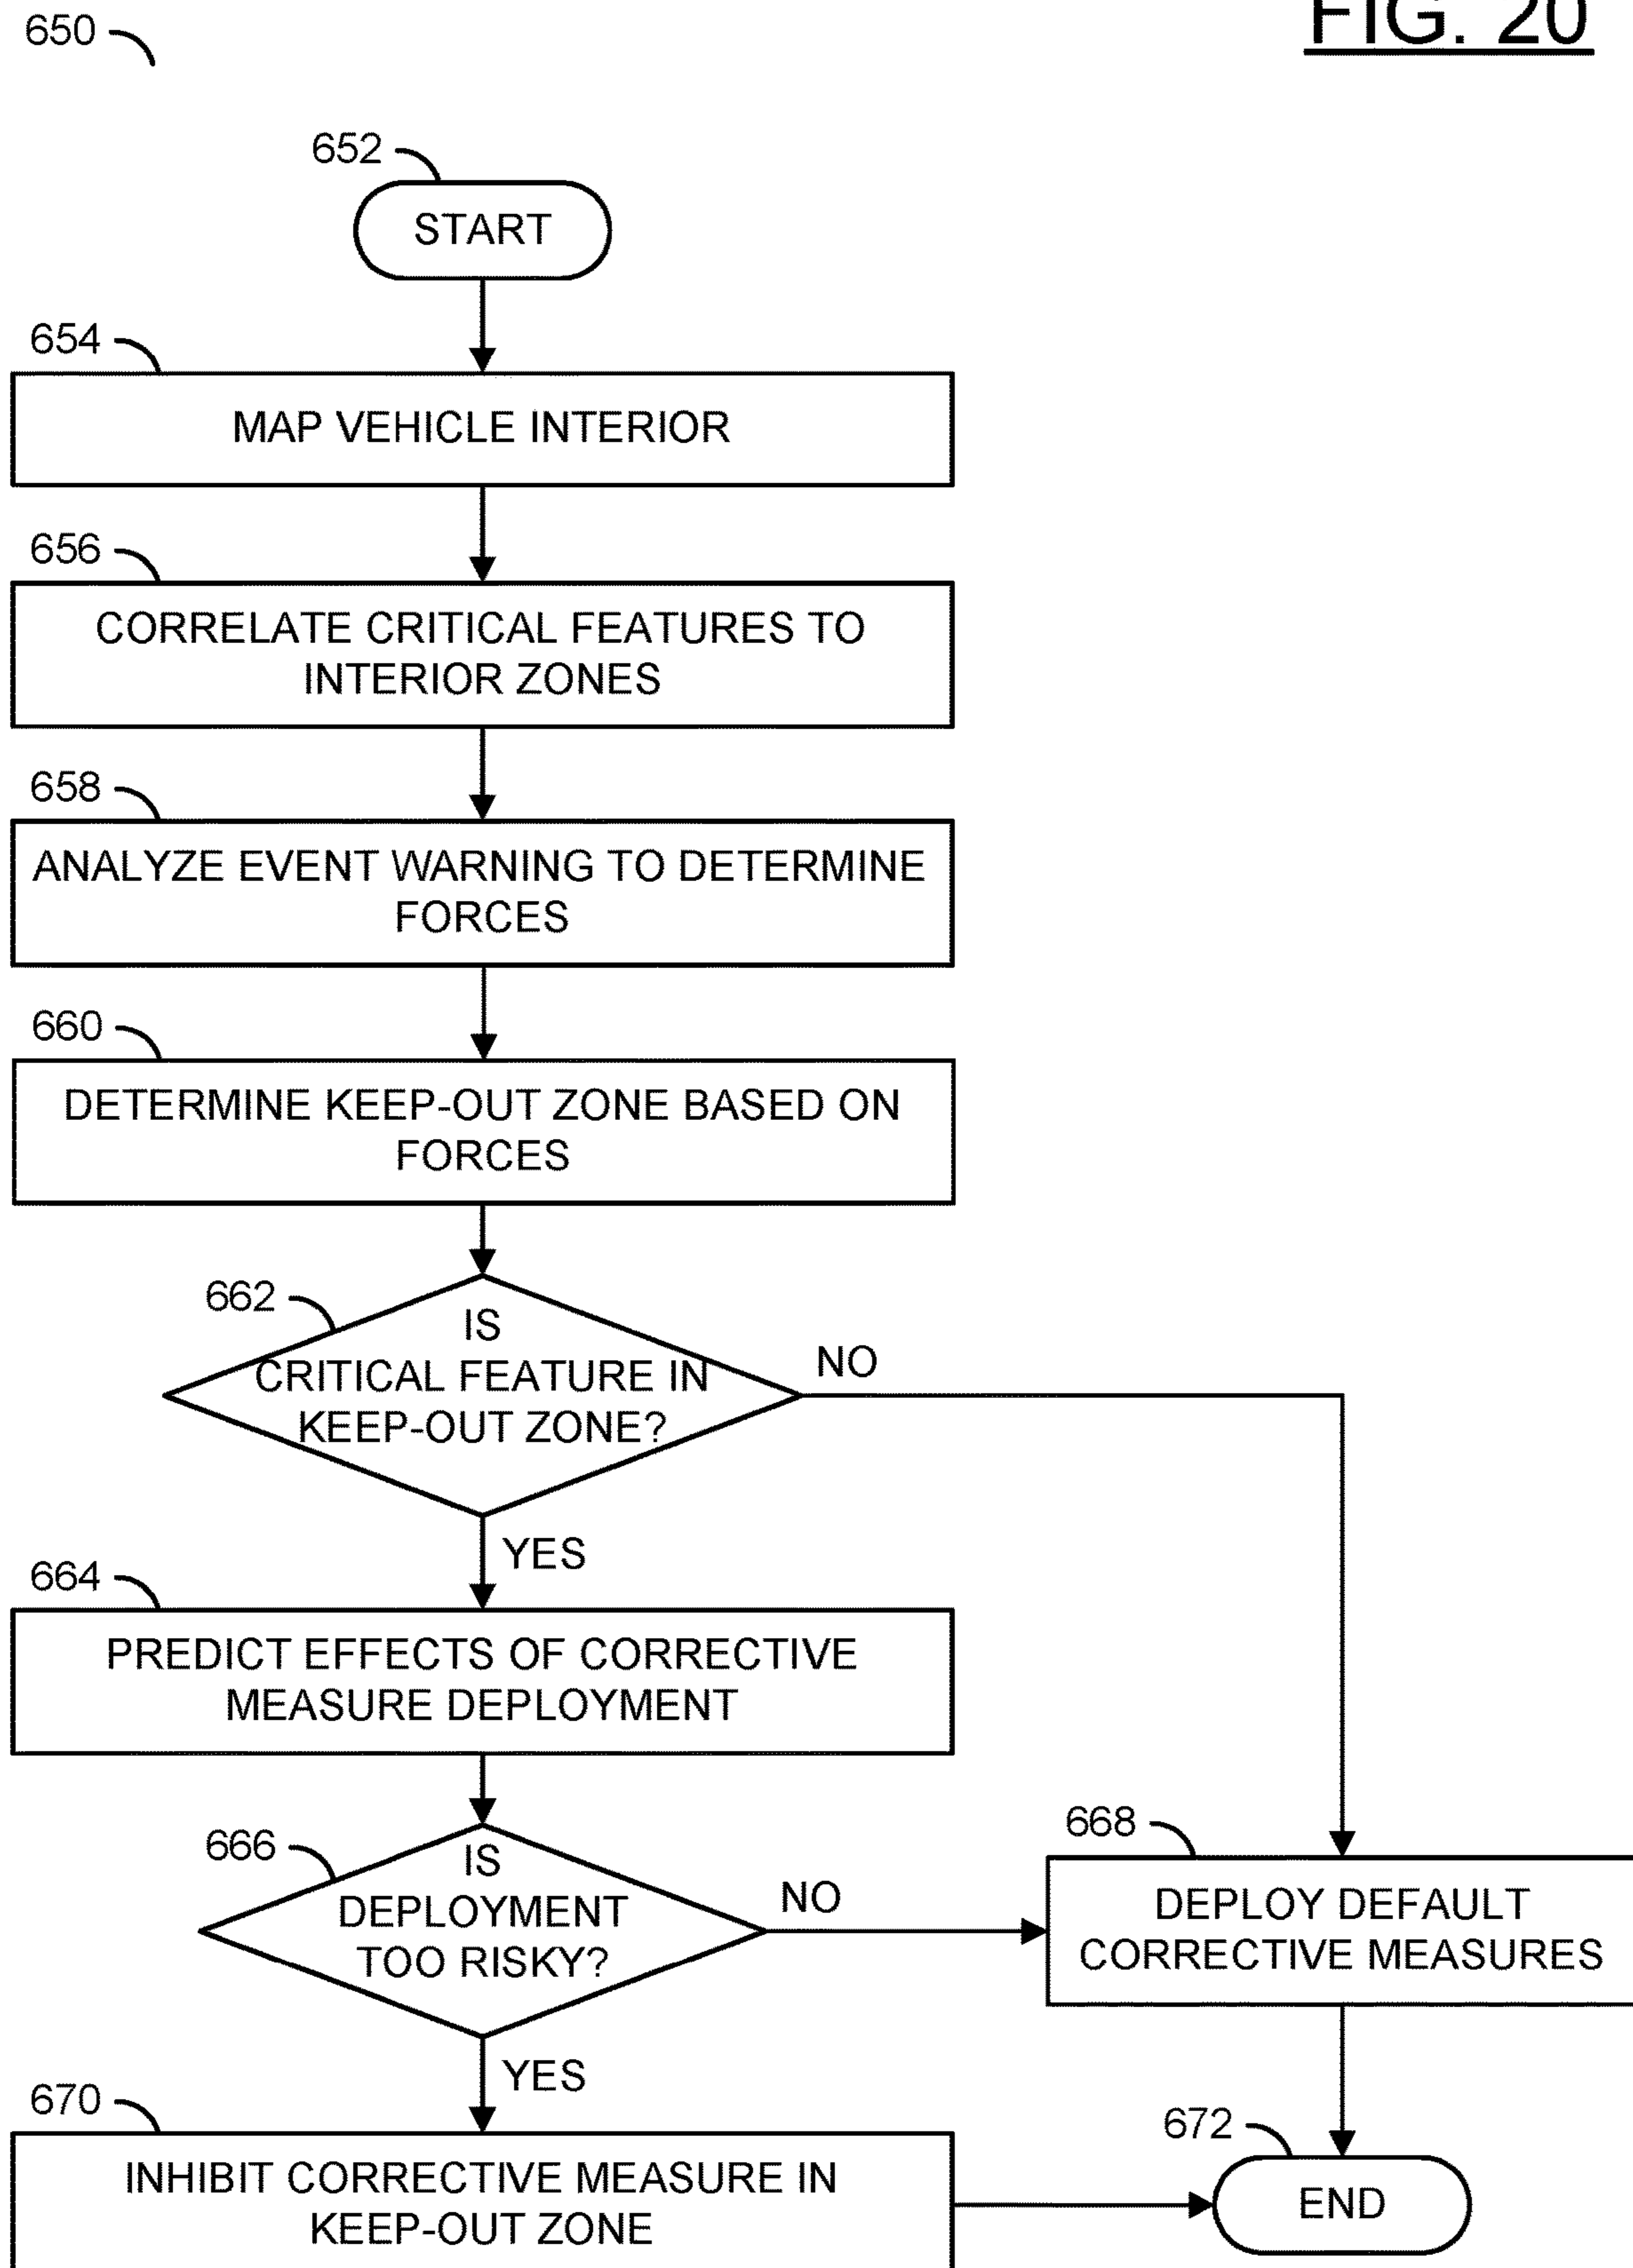 FIG. 20
650
652
START
654
MAP VEHICLE INTERIOR
656
CORRELATE CRITICAL FEATURES TO
INTERIOR ZONES
658
ANALYZE EVENT WARNING TO DETERMINE
FORCES
660
DETERMINE KEEP-OUT ZONE BASED ON
FORCES
662
IS
CRITICAL FEATURE IN
KEEP-OUT ZONE?
NO
YES
664
PREDICT EFFECTS OF CORRECTIVE
MEASURE DEPLOYMENT
666
IS
DEPLOYMENT
TOO RISKY?
NO
668
DEPLOY DEFAULT
CORRECTIVE MEASURES
YES
670
INHIBIT CORRECTIVE MEASURE IN
KEEP-OUT ZONE
672
END